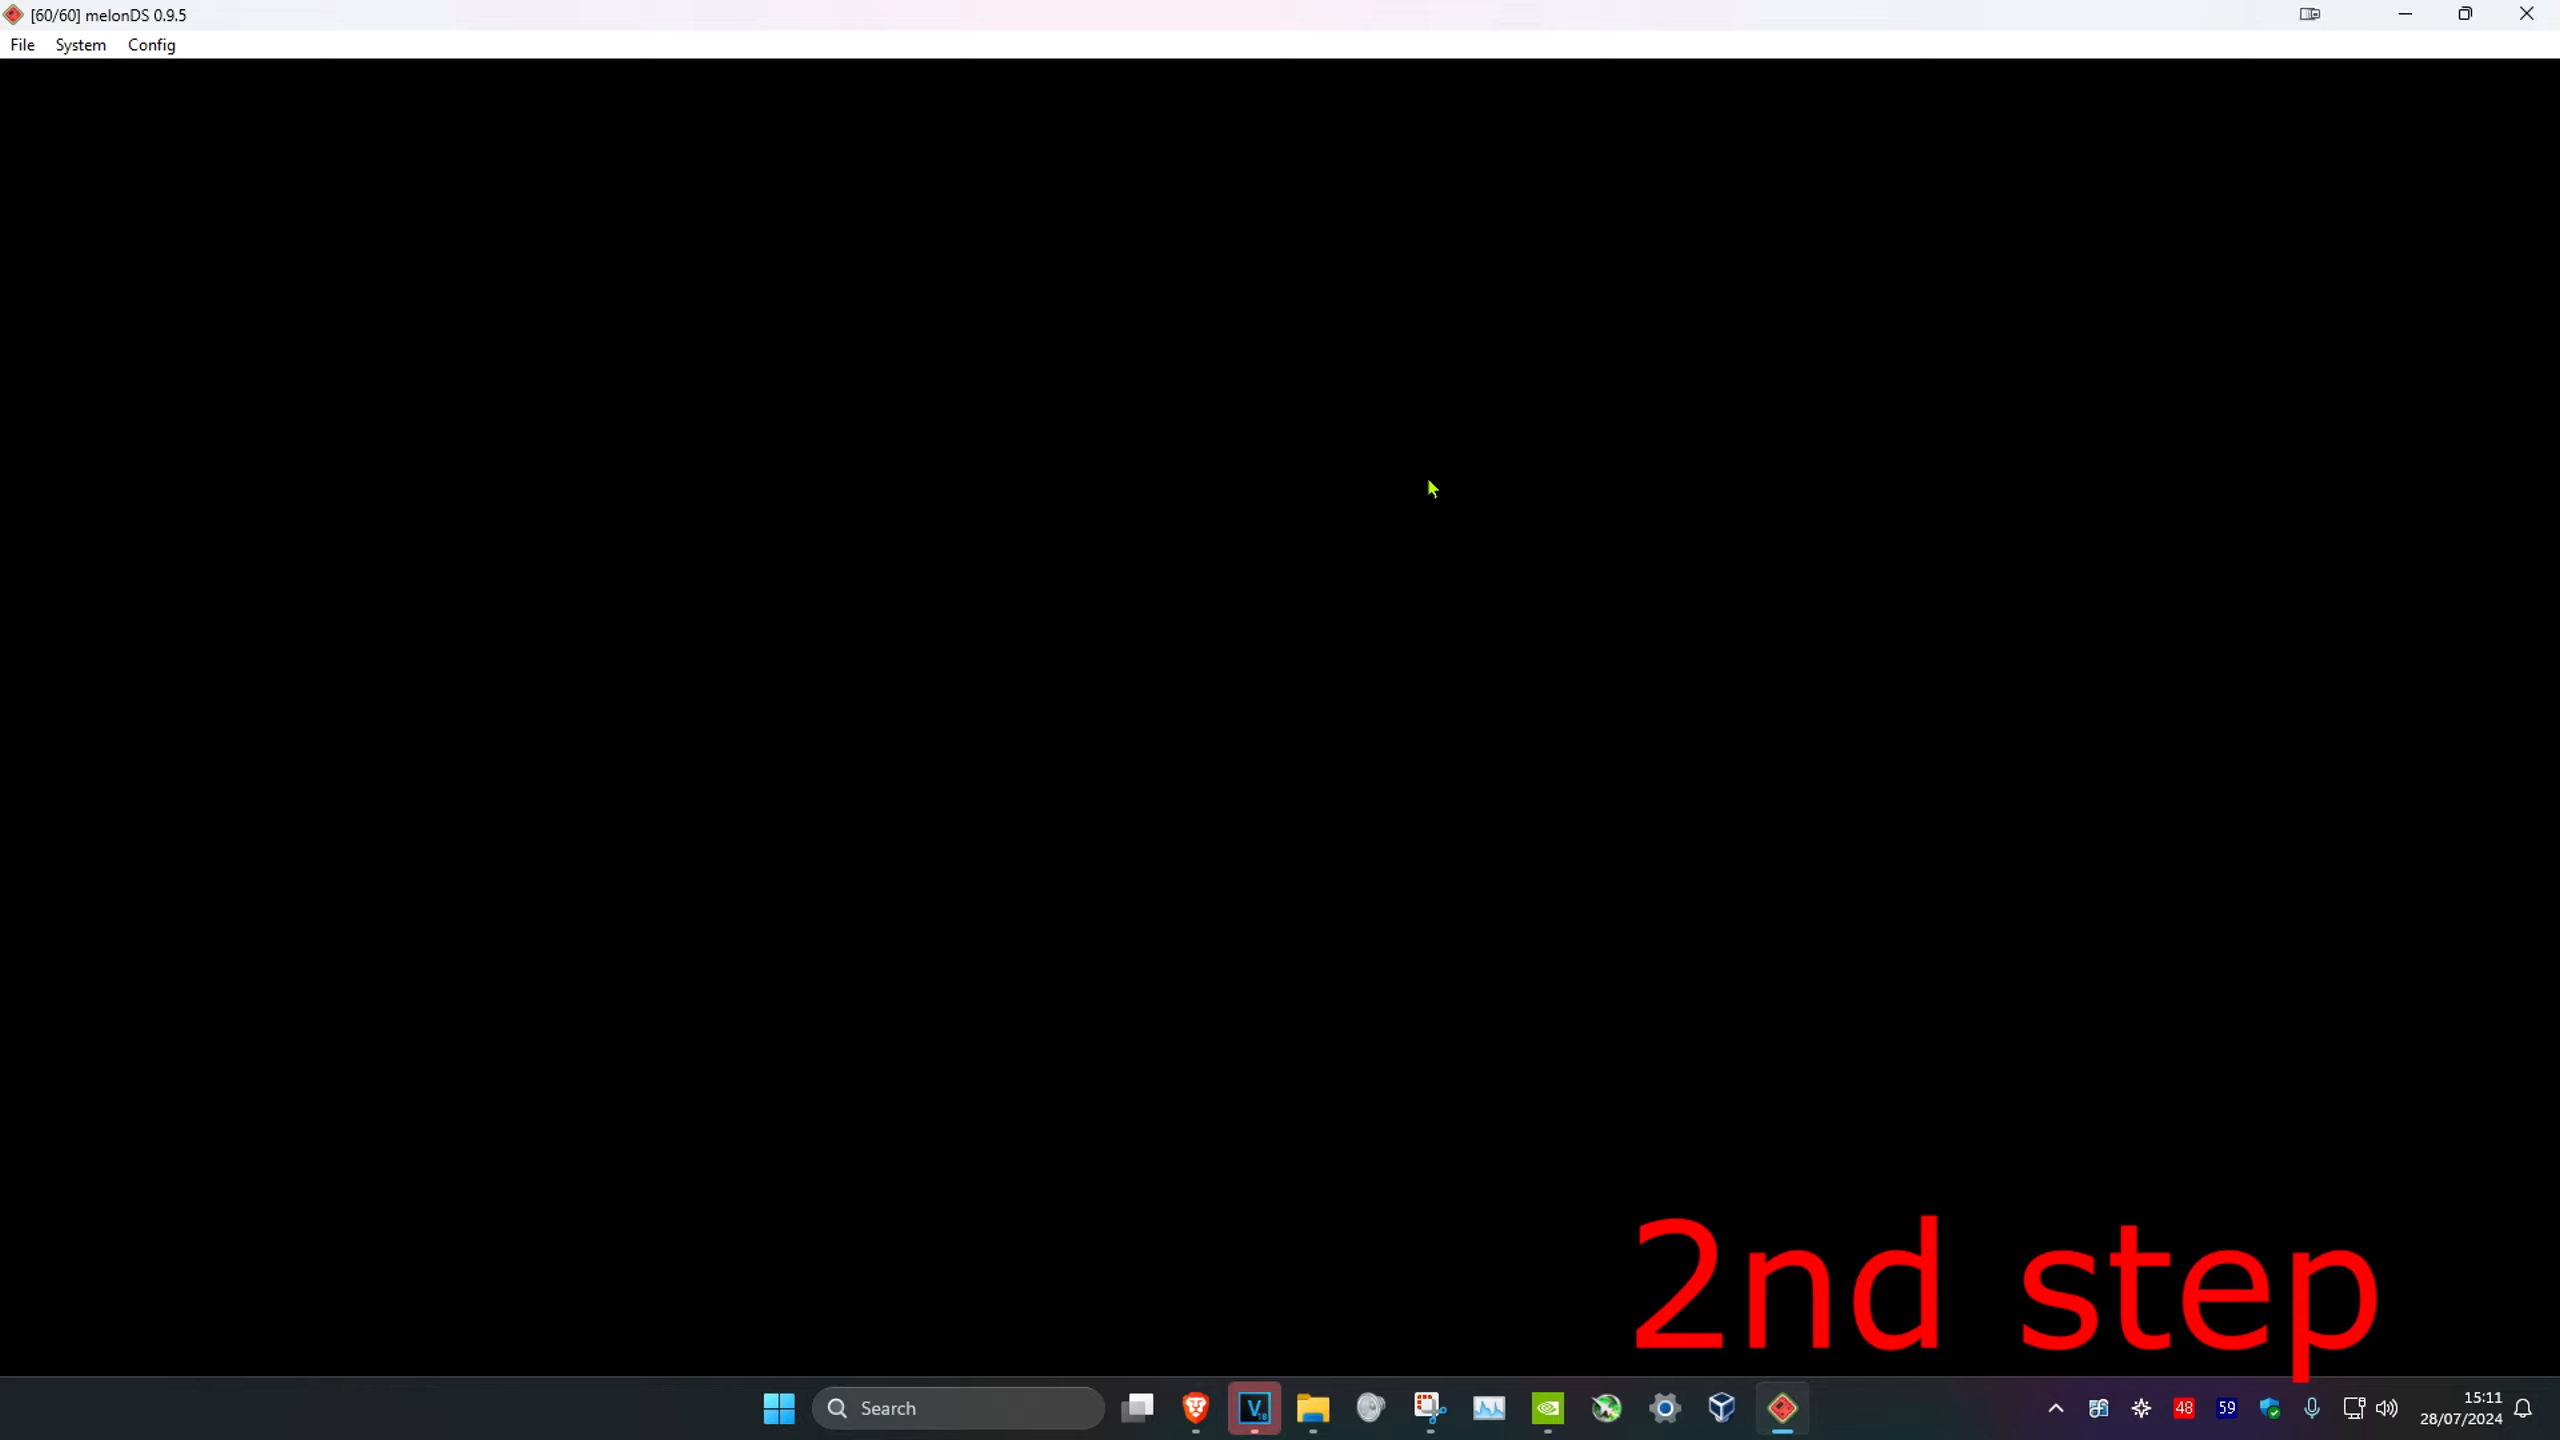 [60/60] melonDS 0.9.5
File System Config
2nd step
Search
V 18
48
59
15:11
28/07/2024